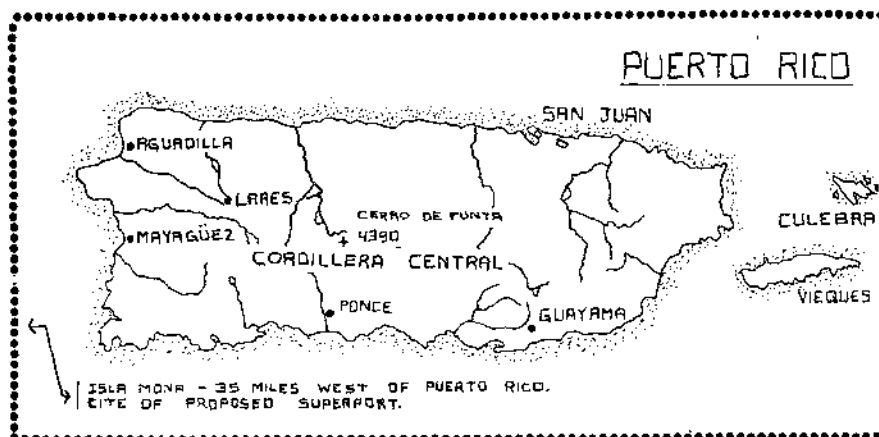 PUERTO RICO
SAN JUAN
AGUADILLA
LARES
CERRO DE PUNTA
4390
CULEBRA
MAYAGÜEZ
CORDILLERA CENTRAL
VIEQUES
PONCE
GUAYAMA
ISLA MONA - 35 MILES WEST OF PUERTO RICO.
CITE OF PROPOSED SUPERPORT.